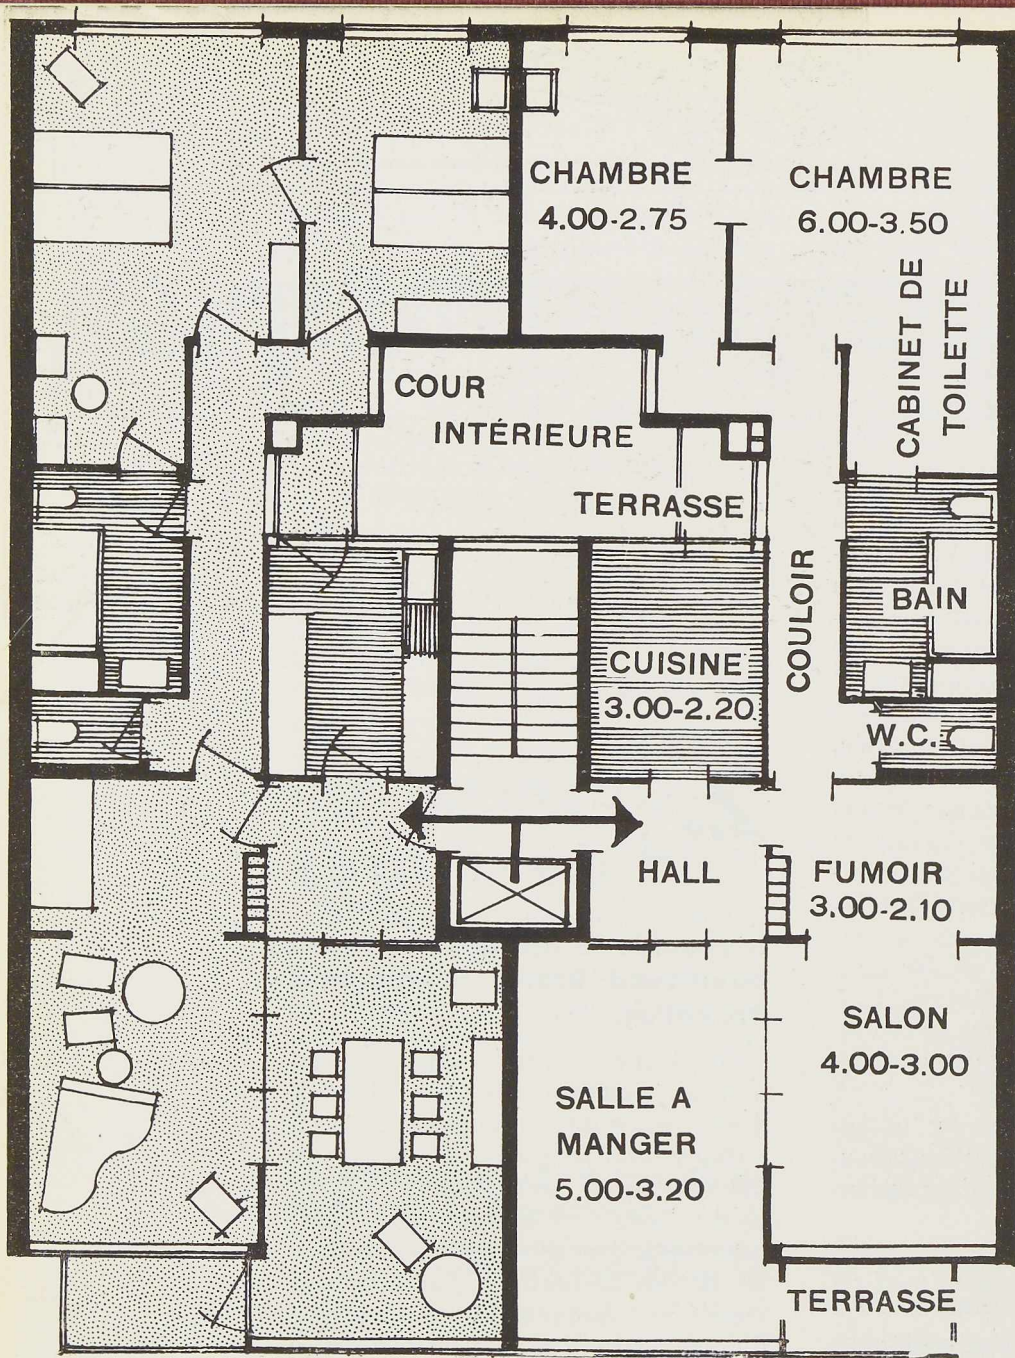 CHAMBRE
4.00-2.75
CHAMBRE
6.00-3.50
CABINET DE
TOILETTE
COUR
INTÉRIEURE
TERRASSE
COULOIR
BAIN
CUISINE
3.00-2.20
W.C.
HALL
FUMOIR
3.00-2.10
SALON
4.00-3.00
SALLE A
MANGER
5.00-3.20
TERRASSE